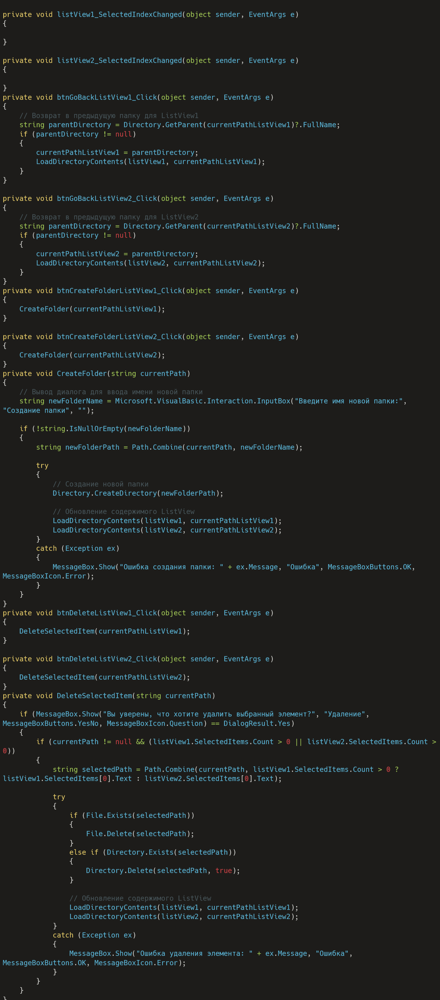 private void listView1_SelectedIndexChanged(object sender, EventArgs e)
{

}

private void listView2_SelectedIndexChanged(object sender, EventArgs e)
{

}
private void btnGoBackListView1_Click(object sender, EventArgs e)
{
    // Возврат в предыдущую папку для ListView1
    string parentDirectory = Directory.GetParent(currentPathListView1)?.FullName;
    if (parentDirectory != null)
    {
        currentPathListView1 = parentDirectory;
        LoadDirectoryContents(listView1, currentPathListView1);
    }
}

private void btnGoBackListView2_Click(object sender, EventArgs e)
{
    // Возврат в предыдущую папку для ListView2
    string parentDirectory = Directory.GetParent(currentPathListView2)?.FullName;
    if (parentDirectory != null)
    {
        currentPathListView2 = parentDirectory;
        LoadDirectoryContents(listView2, currentPathListView2);
    }
}
private void btnCreateFolderListView1_Click(object sender, EventArgs e)
{
    CreateFolder(currentPathListView1);
}

private void btnCreateFolderListView2_Click(object sender, EventArgs e)
{
    CreateFolder(currentPathListView2);
}
private void CreateFolder(string currentPath)
{
    // Вывод диалога для ввода имени новой папки
    string newFolderName = Microsoft.VisualBasic.Interaction.InputBox("Введите имя новой папки:",
"Создание папки", "");

    if (!string.IsNullOrEmpty(newFolderName))
    {
        string newFolderPath = Path.Combine(currentPath, newFolderName);

        try
        {
            // Создание новой папки
            Directory.CreateDirectory(newFolderPath);

            // Обновление содержимого ListView
            LoadDirectoryContents(listView1, currentPathListView1);
            LoadDirectoryContents(listView2, currentPathListView2);
        }
        catch (Exception ex)
        {
            MessageBox.Show("Ошибка создания папки: " + ex.Message, "Ошибка", MessageBoxButtons.OK,
MessageBoxIcon.Error);
        }
    }
}
private void btnDeleteListView1_Click(object sender, EventArgs e)
{
    DeleteSelectedItem(currentPathListView1);
}

private void btnDeleteListView2_Click(object sender, EventArgs e)
{
    DeleteSelectedItem(currentPathListView2);
}
private void DeleteSelectedItem(string currentPath)
{
    if (MessageBox.Show("Вы уверены, что хотите удалить выбранный элемент?", "Удаление",
MessageBoxButtons.YesNo, MessageBoxIcon.Question) == DialogResult.Yes)
    {
        if (currentPath != null && (listView1.SelectedItems.Count > 0 || listView2.SelectedItems.Count >
0))
        {
            string selectedPath = Path.Combine(currentPath, listView1.SelectedItems.Count > 0 ?
listView1.SelectedItems[0].Text : listView2.SelectedItems[0].Text);

            try
            {
                if (File.Exists(selectedPath))
                {
                    File.Delete(selectedPath);
                }
                else if (Directory.Exists(selectedPath))
                {
                    Directory.Delete(selectedPath, true);
                }

                // Обновление содержимого ListView
                LoadDirectoryContents(listView1, currentPathListView1);
                LoadDirectoryContents(listView2, currentPathListView2);
            }
            catch (Exception ex)
            {
                MessageBox.Show("Ошибка удаления элемента: " + ex.Message, "Ошибка",
MessageBoxButtons.OK, MessageBoxIcon.Error);
            }
        }
    }
}